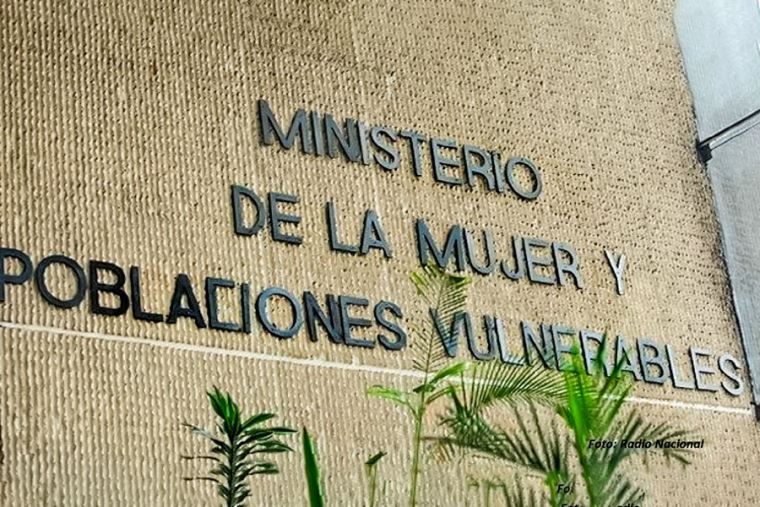 MINISTERIO
DE LA MUJER Y
POBLACIONES VULNERABLES
Foto: Radio Nacional